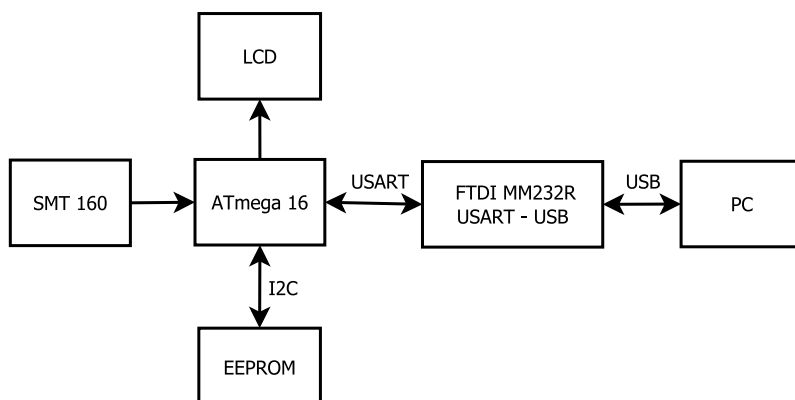 LCD
SMT 160
ATmega 16
USART
FTDI MM232R
USART - USB
USB
PC
I2C
EEPROM